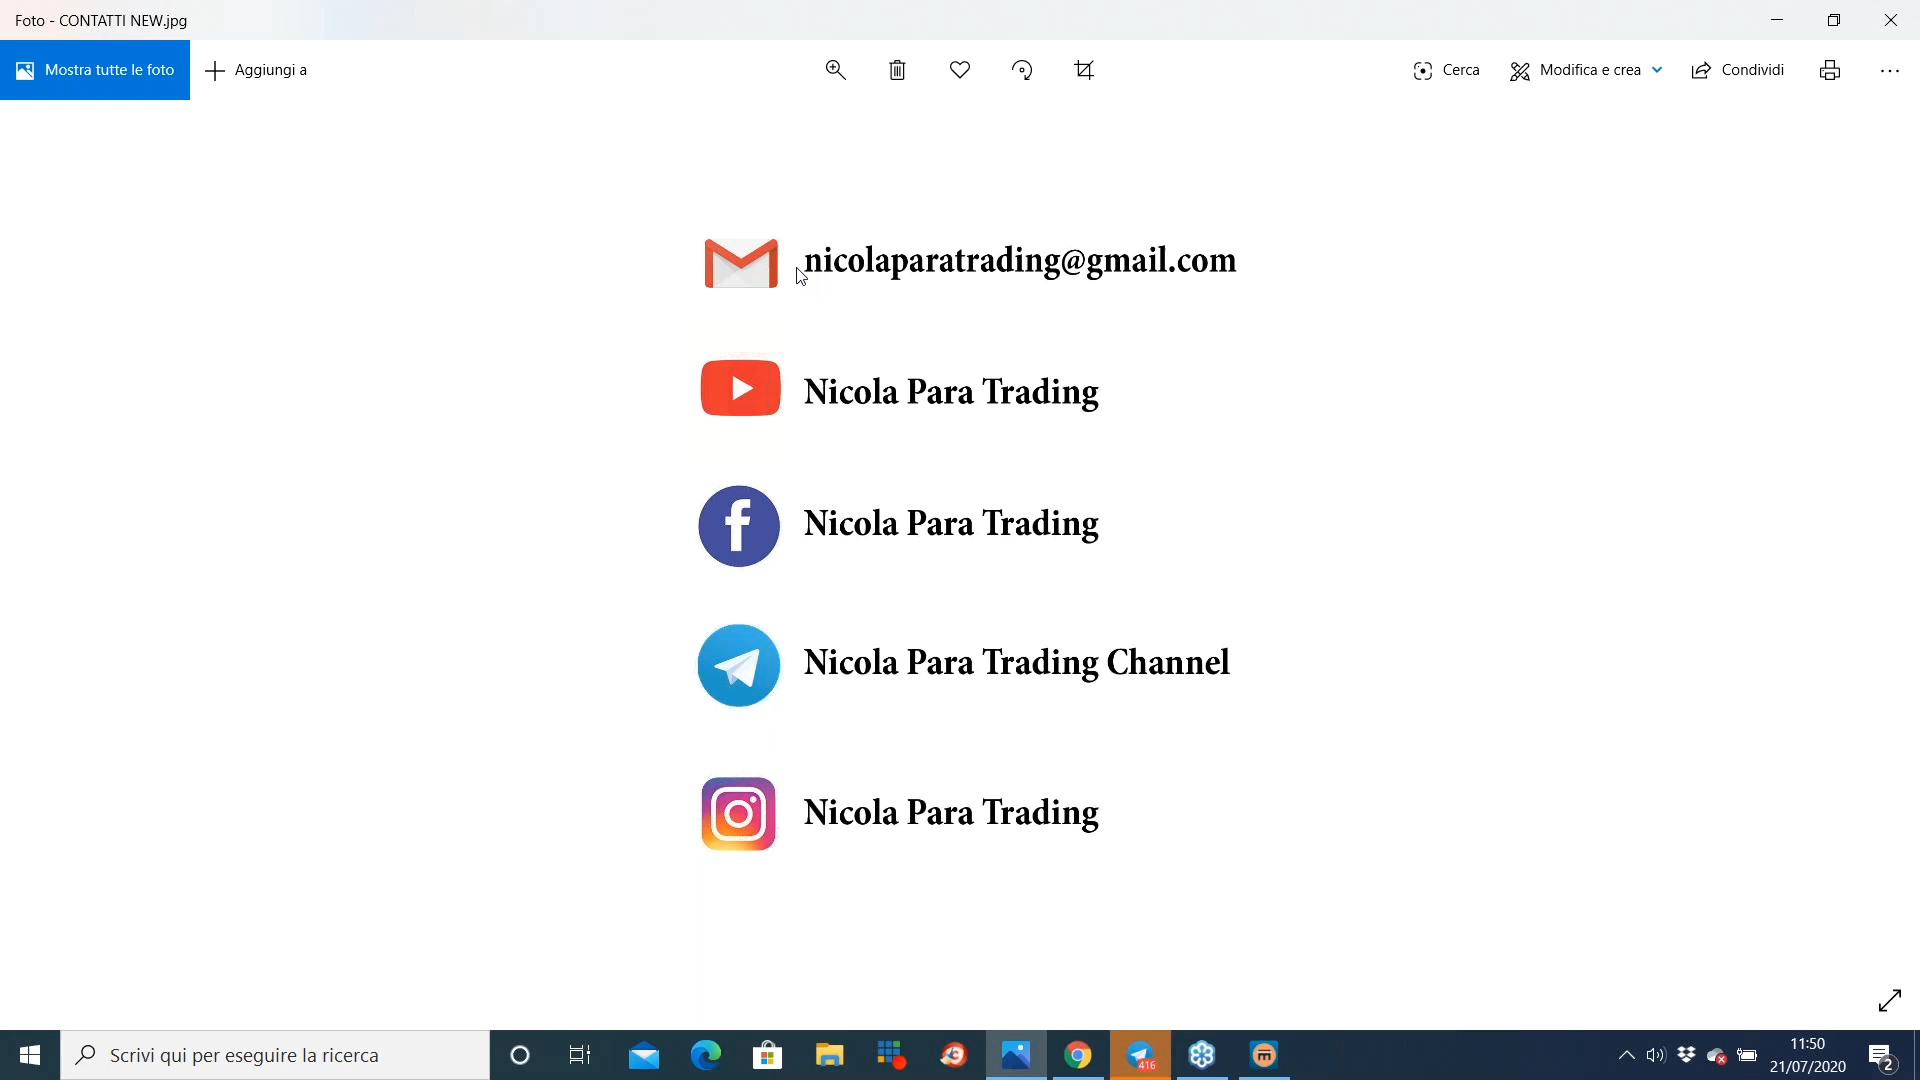 Foto - CONTATTI NEW.jpg
Mostra tutte le foto
Aggiungi a
Cerca
Modifica e crea
Condividi
nicolaparatrading@gmail.com
Nicola Para Trading
f Nicola Para Trading
Nicola Para Trading Channel
Nicola Para Trading
Scrivi qui per eseguire la ricerca
416
11:50
21/07/2020
2